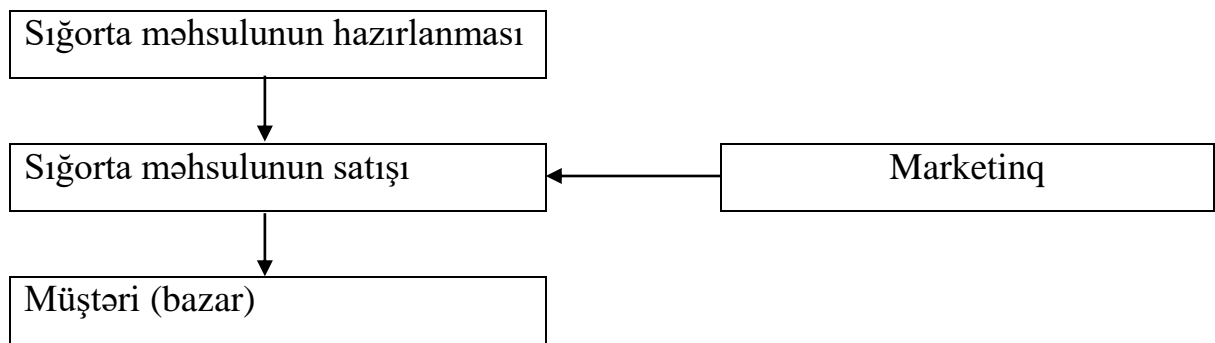 Sığorta məhsulunun hazırlanması
Sığorta məhsulunun satışı
Marketinq
Müştəri (bazar)